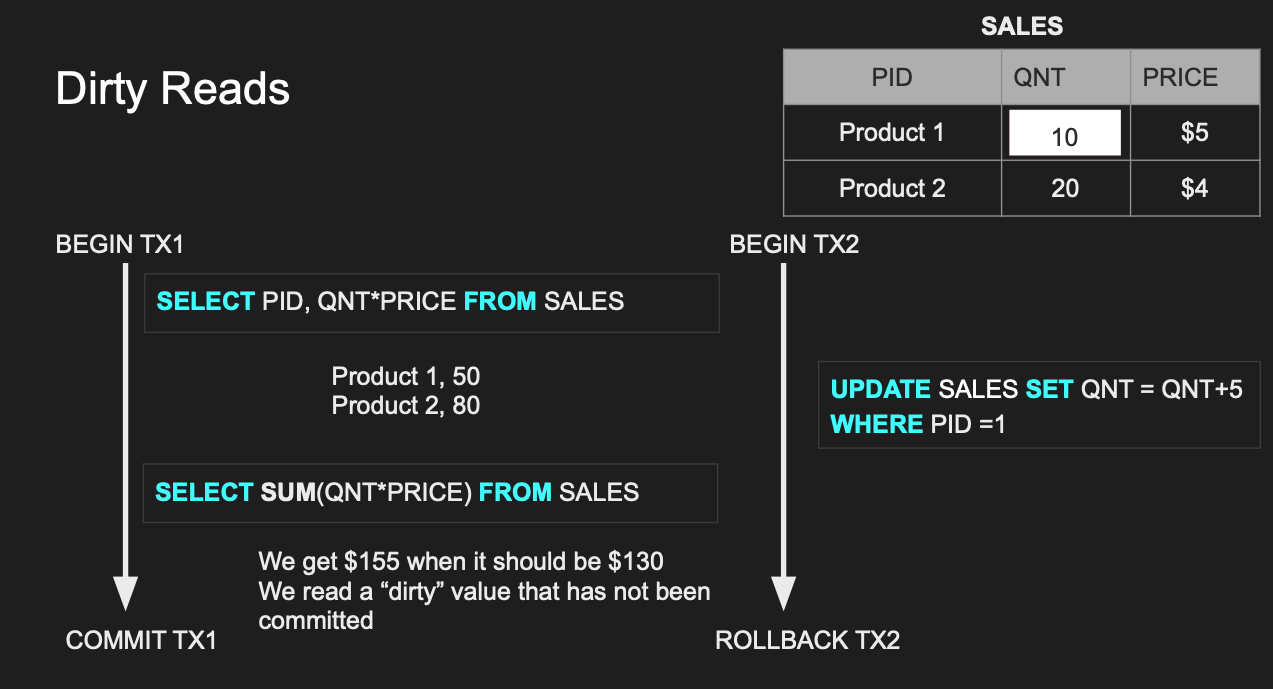 SALES
Dirty Reads
PID QNT PRICE
Product 1 10 $5
Product 2 20 $4
BEGIN TX1
BEGIN TX2
SELECT PID, QNT*PRICE FROM SALES
Product 1, 50
Product 2, 80
UPDATE SALES SET QNT = QNT+5
WHERE PID =1
SELECT SUM(QNT*PRICE) FROM SALES
We get $155 when it should be $130
We read a “dirty” value that has not been
committed
COMMIT TX1
ROLLBACK TX2